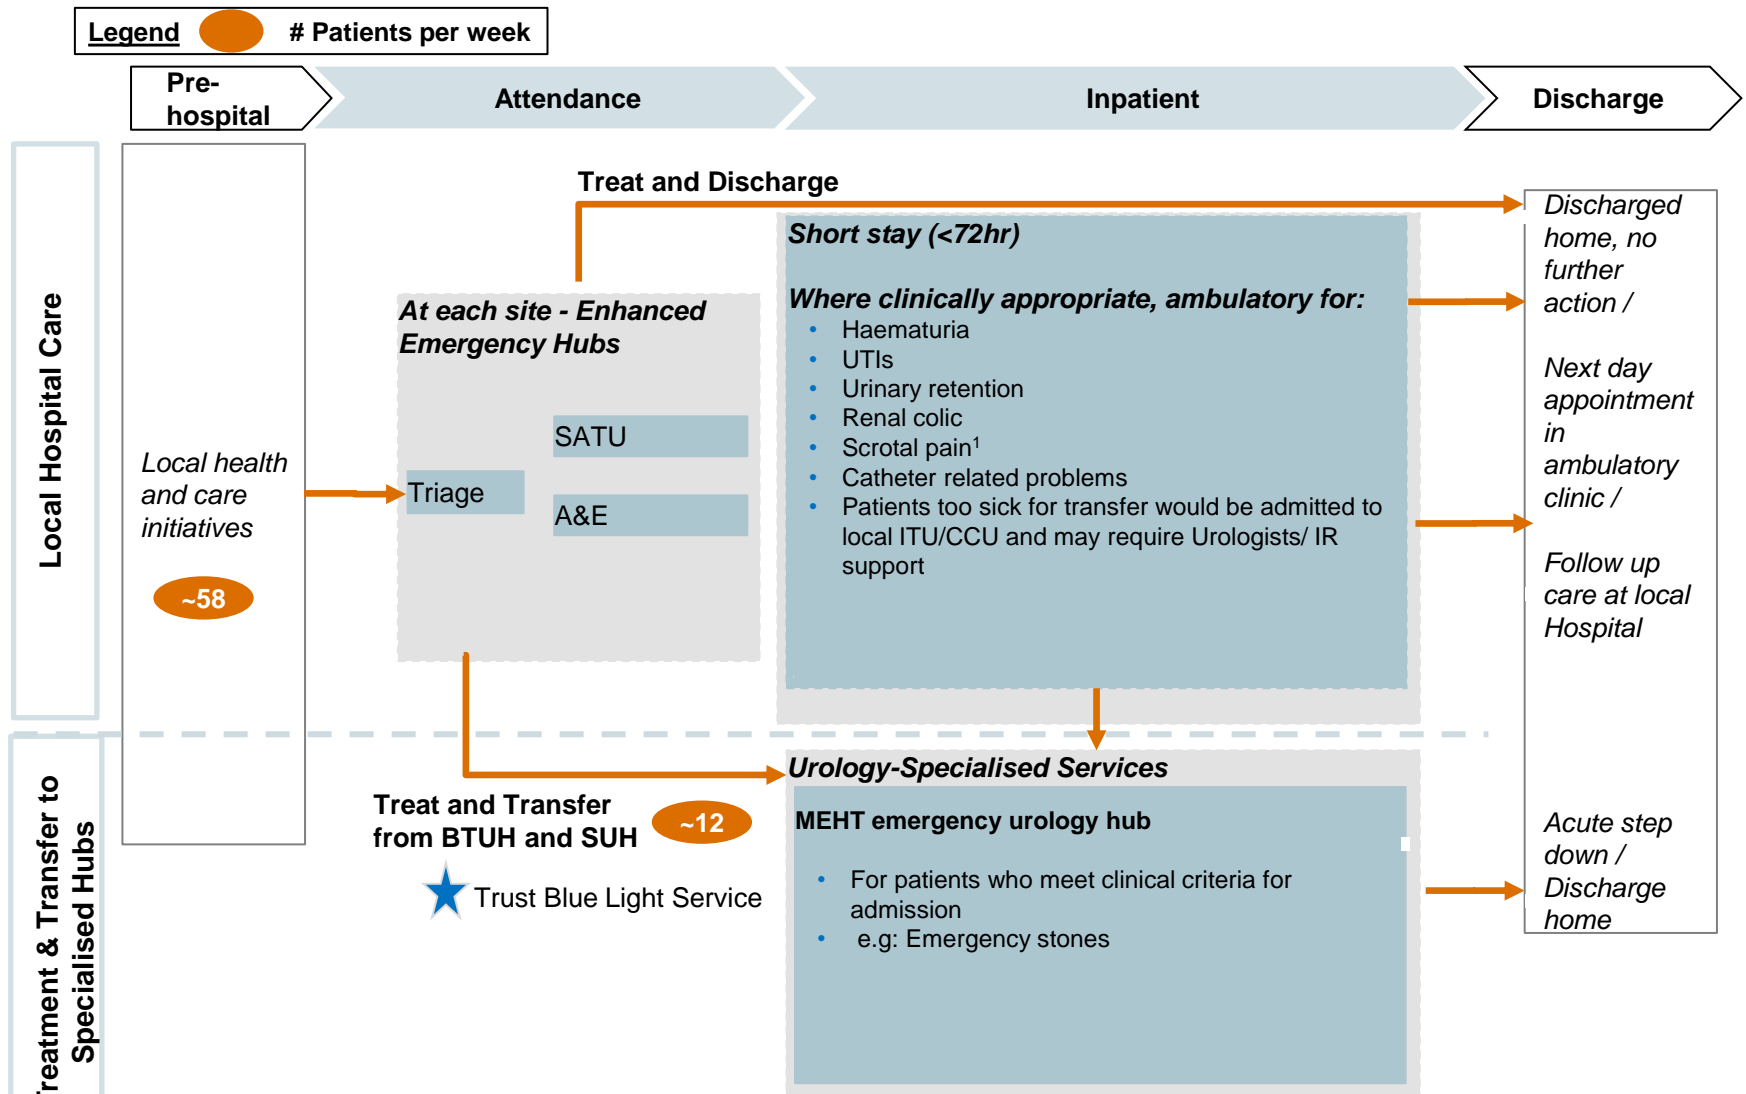 Legend
# Patients per week
Pre-
hospital
Attendance
Inpatient
Discharge
Local Hospital Care
Treat and Discharge
Local health
and care
initiatives
~58
At each site - Enhanced
Emergency Hubs
Triage
SATU
A&E
Short stay (<72hr)
Where clinically appropriate, ambulatory for:
• Haematuria
• UTIs
• Urinary retention
• Renal colic
• Scrotal pain¹
• Catheter related problems
• Patients too sick for transfer would be admitted to
local ITU/CCU and may require Urologists/ IR
support
Discharged
home, no
further
action /
Next day
appointment
in
ambulatory
clinic /
Follow up
care at local
Hospital
Treatment & Transfer to
Specialised Hubs
Treat and Transfer
from BTUH and SUH
~12
Trust Blue Light Service
Urology-Specialised Services
MEHT emergency urology hub
• For patients who meet clinical criteria for
admission
• e.g: Emergency stones
Acute step
down /
Discharge
home